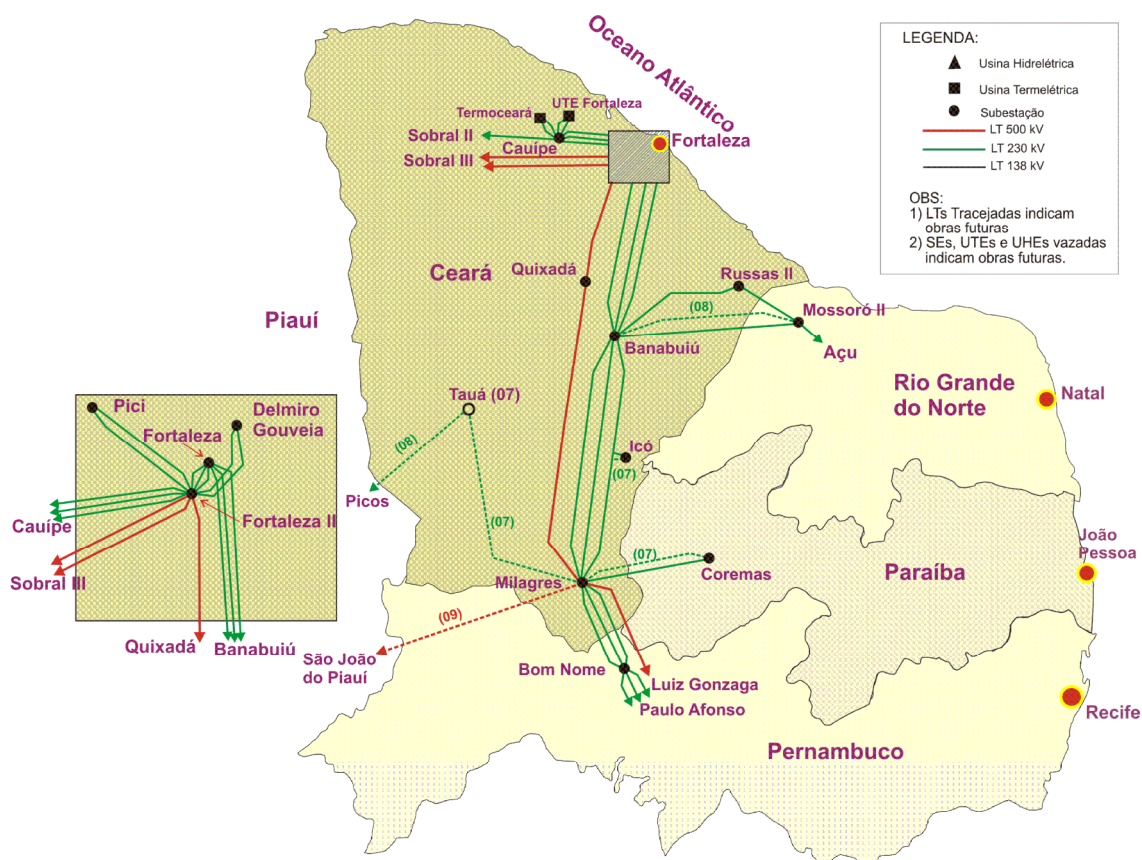 Oceano Atlântico
LEGENDA:
Usina Hidrelétrica
Usina Termelétrica
Subestação
LT 500 kV
LT 230 kV
LT 138 kV
OBS:
1) LTs Tracejadas indicam
obras futuras
2) SEs, UTEs e UHEs vazadas
indicam obras futuras.
Termoceará
UTE Fortaleza
Sobral II
Cauípe
Sobral III
Fortaleza
Ceará
Quixadá
Russas II
Piauí
(08)
Mossoró II
Banabuiú
Açu
Rio Grande
do Norte
Natal
Tauá (07)
(08)
Icó
(07)
Picos
(07)
(07)
Milagres
Coremas
Paraíba
João
Pessoa
(09)
São João
do Piauí
Bom Nome
Luiz Gonzaga
Paulo Afonso
Recife
Pernambuco
Pici
Delmiro
Gouveia
Fortaleza
Fortaleza II
Cauípe
Sobral III
Quixadá
Banabuiú